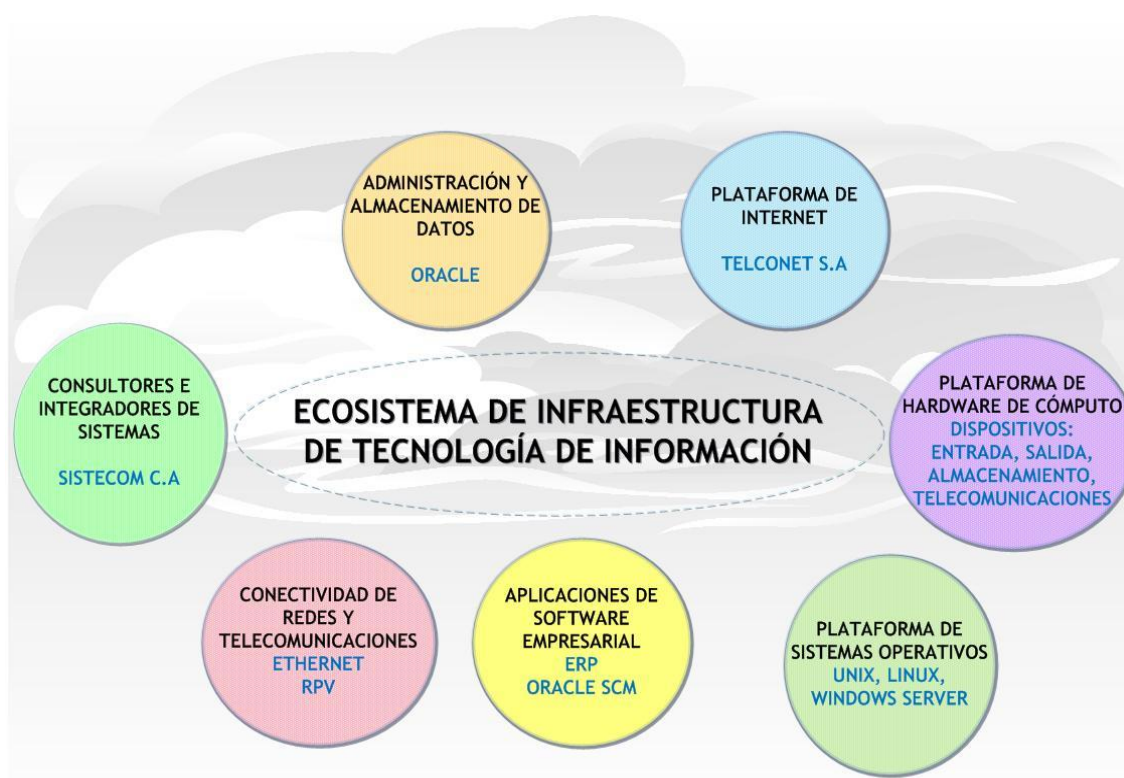 ADMINISTRACIÓN Y
ALMACENAMIENTO DE
DATOS
ORACLE
PLATAFORMA DE
INTERNET
TELCONET S.A
CONSULTORES E
INTEGRADORES DE
SISTEMAS
SISTECOM C.A
ECOSISTEMA DE INFRAESTRUCTURA
DE TECNOLOGÍA DE INFORMACIÓN
PLATAFORMA DE
HARDWARE DE CÓMPUTO
DISPOSITIVOS:
ENTRADA, SALIDA,
ALMACENAMIENTO,
TELECOMUNICACIONES
CONECTIVIDAD DE
REDES Y
TELECOMUNICACIONES
ETHERNET
RPV
APLICACIONES DE
SOFTWARE
EMPRESARIAL
ERP
ORACLE SCM
PLATAFORMA DE
SISTEMAS OPERATIVOS
UNIX, LINUX,
WINDOWS SERVER